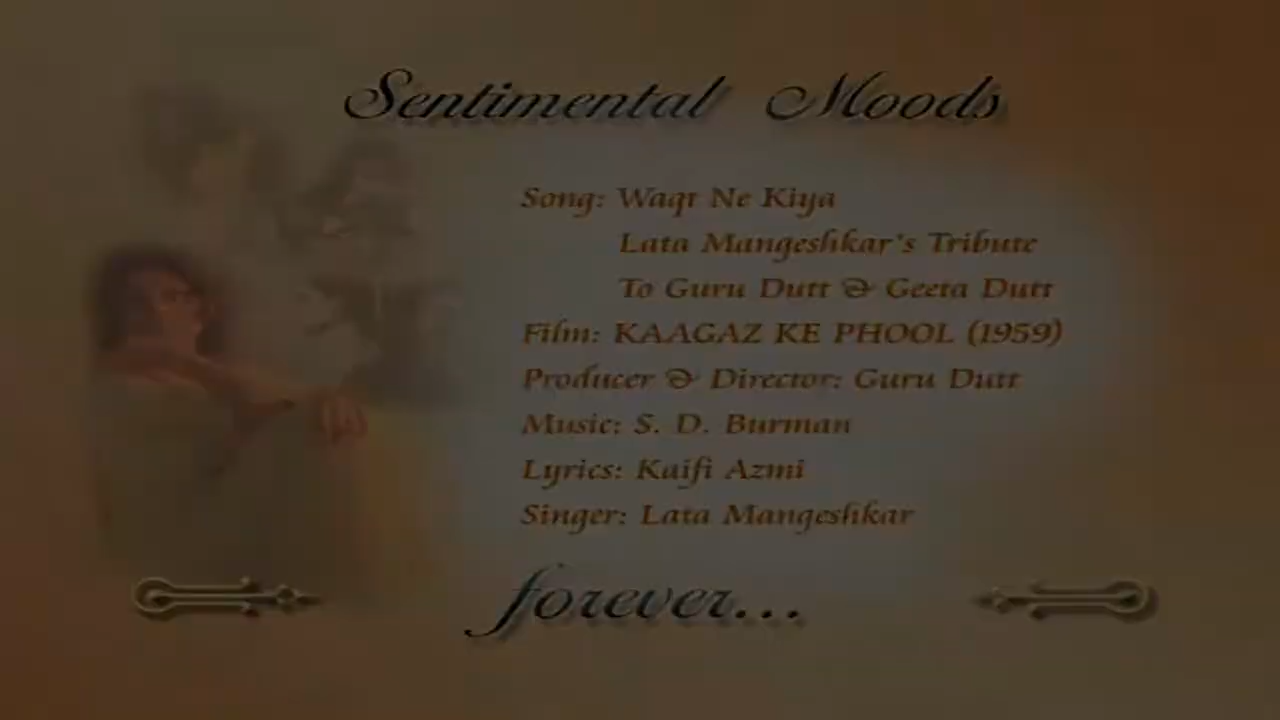 Sentimental Moods
Song: Waqt Ne Kiya
Lata Mangeshkar's Tribute
To Guru Dutt & Geeta Dutt
Film: KAAGAZ KE PHOOL (1959)
Producer & Director: Guru Dutt
Music: S. D. Burman
Lyrics: Kaifi Azmi
Singer: Lata Mangeshkar
forever...